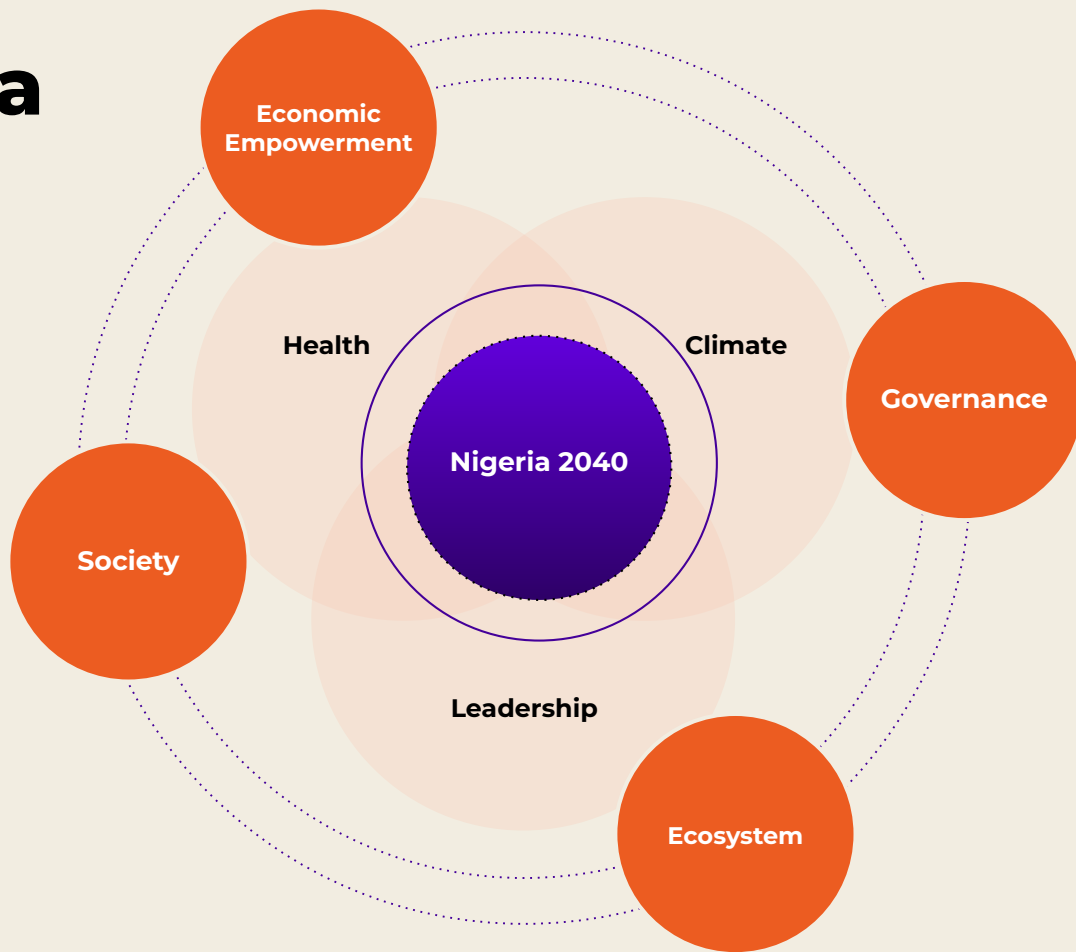 a
Economic
Empowerment
Health
Climate
Governance
Nigeria 2040
Society
Leadership
Ecosystem